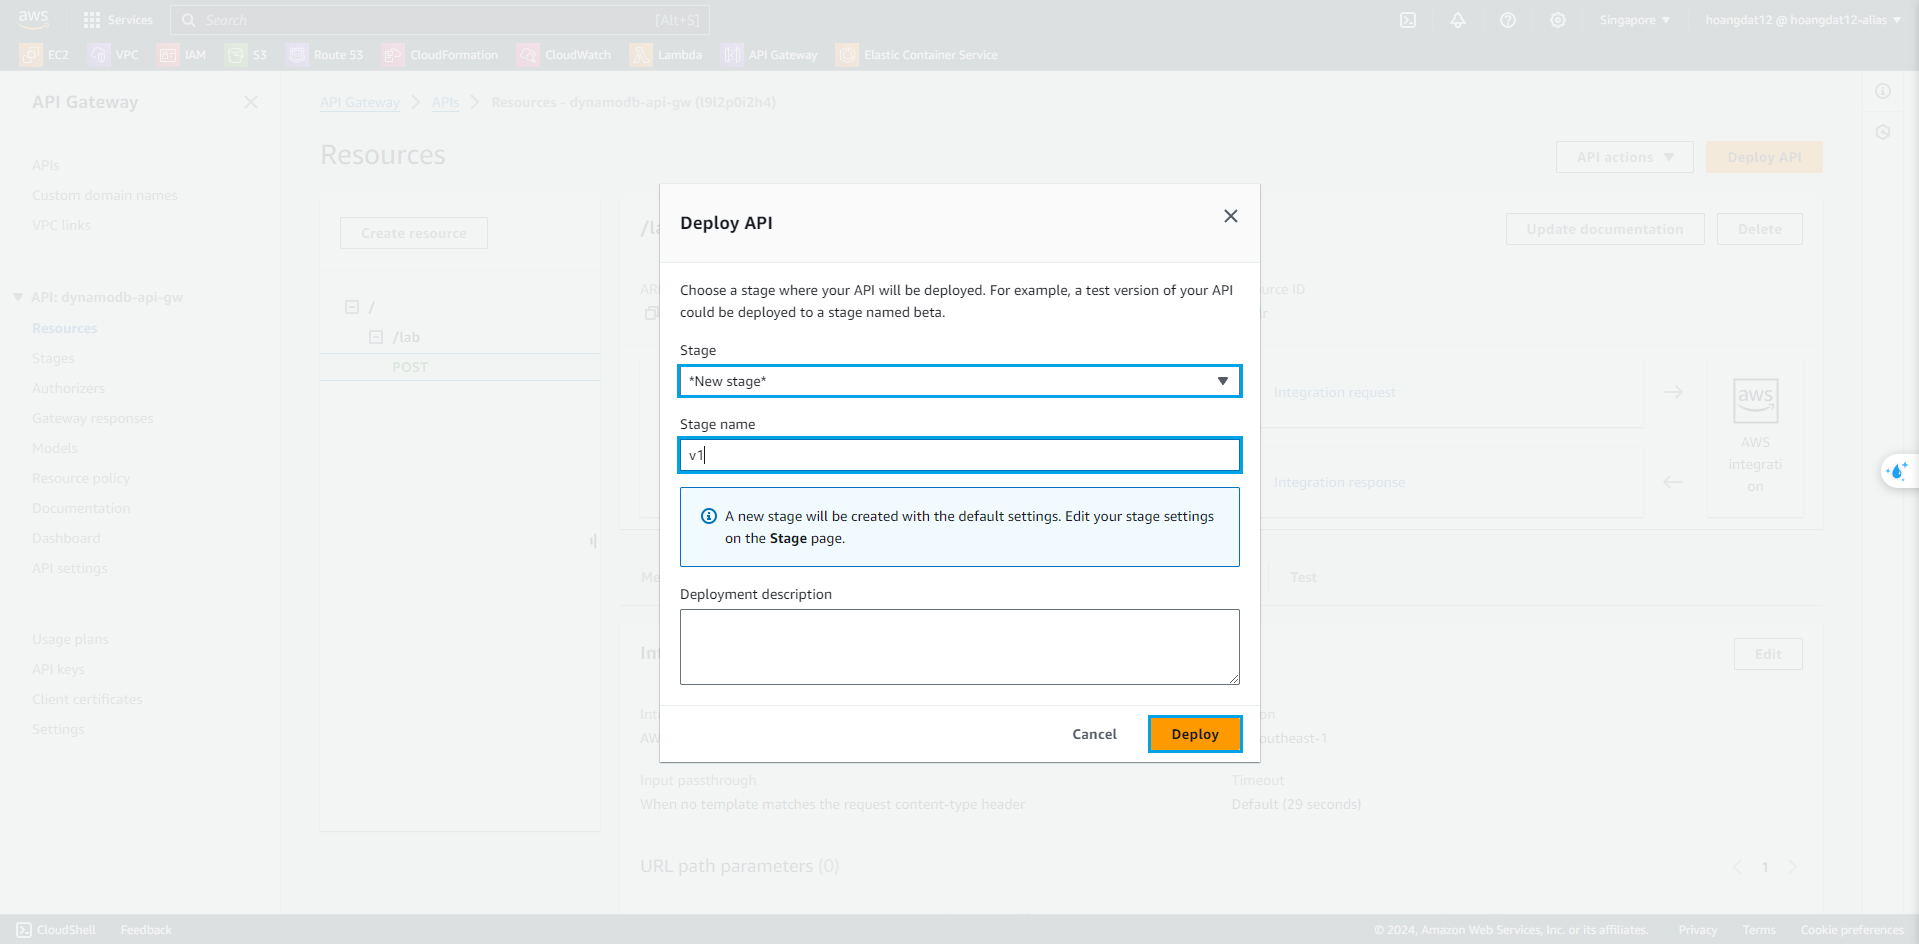 aws
Services
Search
[Alt+S]
Singapore
hoangdat12 @ hoangdat12-alias
EC2
VPC
IAM
S3
Route 53
CloudFormation
CloudWatch
Lambda
API Gateway
Elastic Container Service
API Gateway
APIs
Custom domain names
VPC links
API: dynamodb-api-gw
Resources
Stages
Authorizers
Gateway responses
Models
Resource policy
Documentation
Dashboard
API settings
Usage plans
API keys
Client certificates
Settings
API Gateway
APIs
Resources - dynamodb-api-gw (l9l2p0i2h4)
Resources
API actions
Deploy API
Create resource
/
/lab
POST
Update documentation
Delete
Deploy API
Choose a stage where your API will be deployed. For example, a test version of your API
could be deployed to a stage named beta.
Stage
*New stage*
Stage name
v1
A new stage will be created with the default settings. Edit your stage settings
on the Stage page.
Deployment description
Cancel
Deploy
Integration request
Integration response
aws
AWS
integrati
on
Test
Edit
Input passthrough
When no template matches the request content-type header
Timeout
Default (29 seconds)
URL path parameters (0)
1
CloudShell
Feedback
© 2024, Amazon Web Services, Inc. or its affiliates.
Privacy
Terms
Cookie preferences